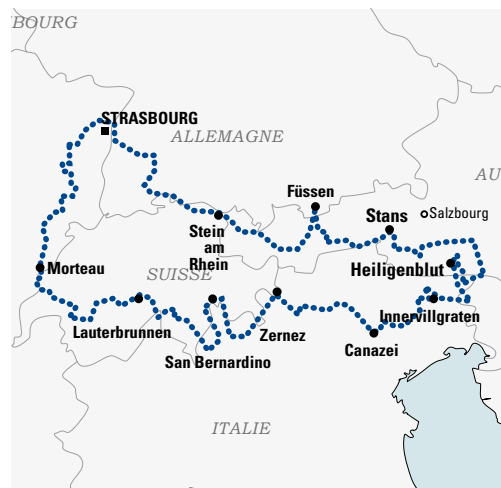 BOURG
STRASBOURG
ALLEMAGNE
AU
Füssen
Stans
Salzbourg
Stein
am
Rhein
Morteau
SUISSE
Heiligenblut
Lauterbrunnen
San Bernardino
Zernez
Innervillgraten
Canazei
ITALIE